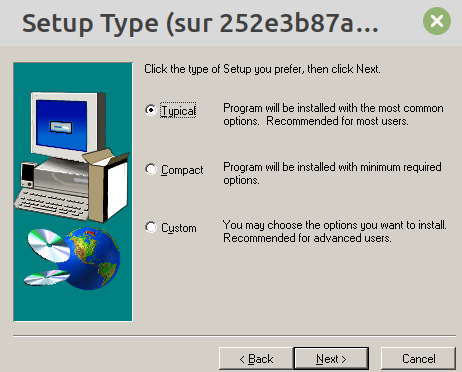 Setup Type (sur 252e3b87a...
Click the type of Setup you prefer, then click Next.
Typical
Program will be installed with the most common
options. Recommended for most users.
Compact
Program will be installed with minimum required
options.
Custom
You may choose the options you want to install.
Recommended for advanced users.
< Back
Next >
Cancel